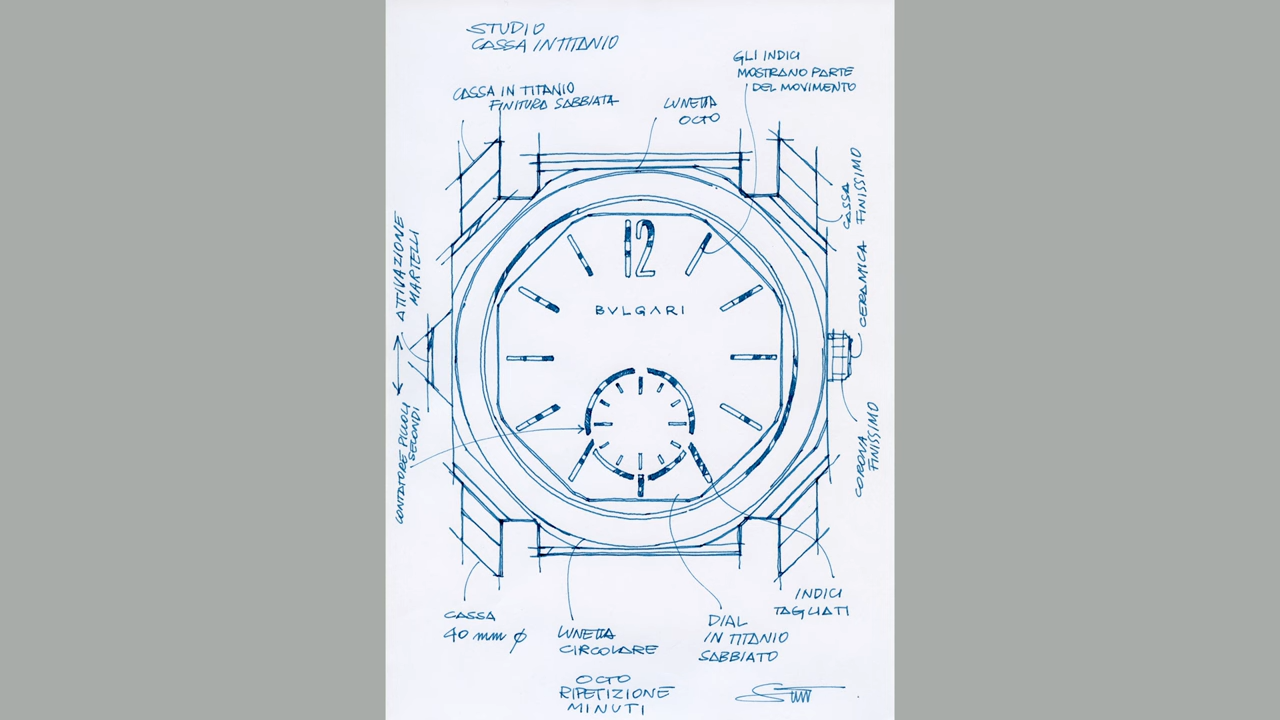 STUDIO
CASSA IN TITANIO
GLI INDICI
MOSTRANO PARTE
DEL MOVIMENTO
CASSA IN TITANIO
FINITURA SABBIATA
LUNETTA
OCTO
CASSA
FINISSIMO
ATTIVAZIONE
MARTELLI
12
BVLGARI
CERAMICA
CONTATORE PICCOLI
SECONDI
CORONA
FINISSIMO
INDICI
TAGLIATI
CASSA
40 mm ϕ
LUNETTA
CIRCOLARE
DIAL
IN TITANIO
SABBIATO
OCTO
RIPETIZIONE
MINUTI